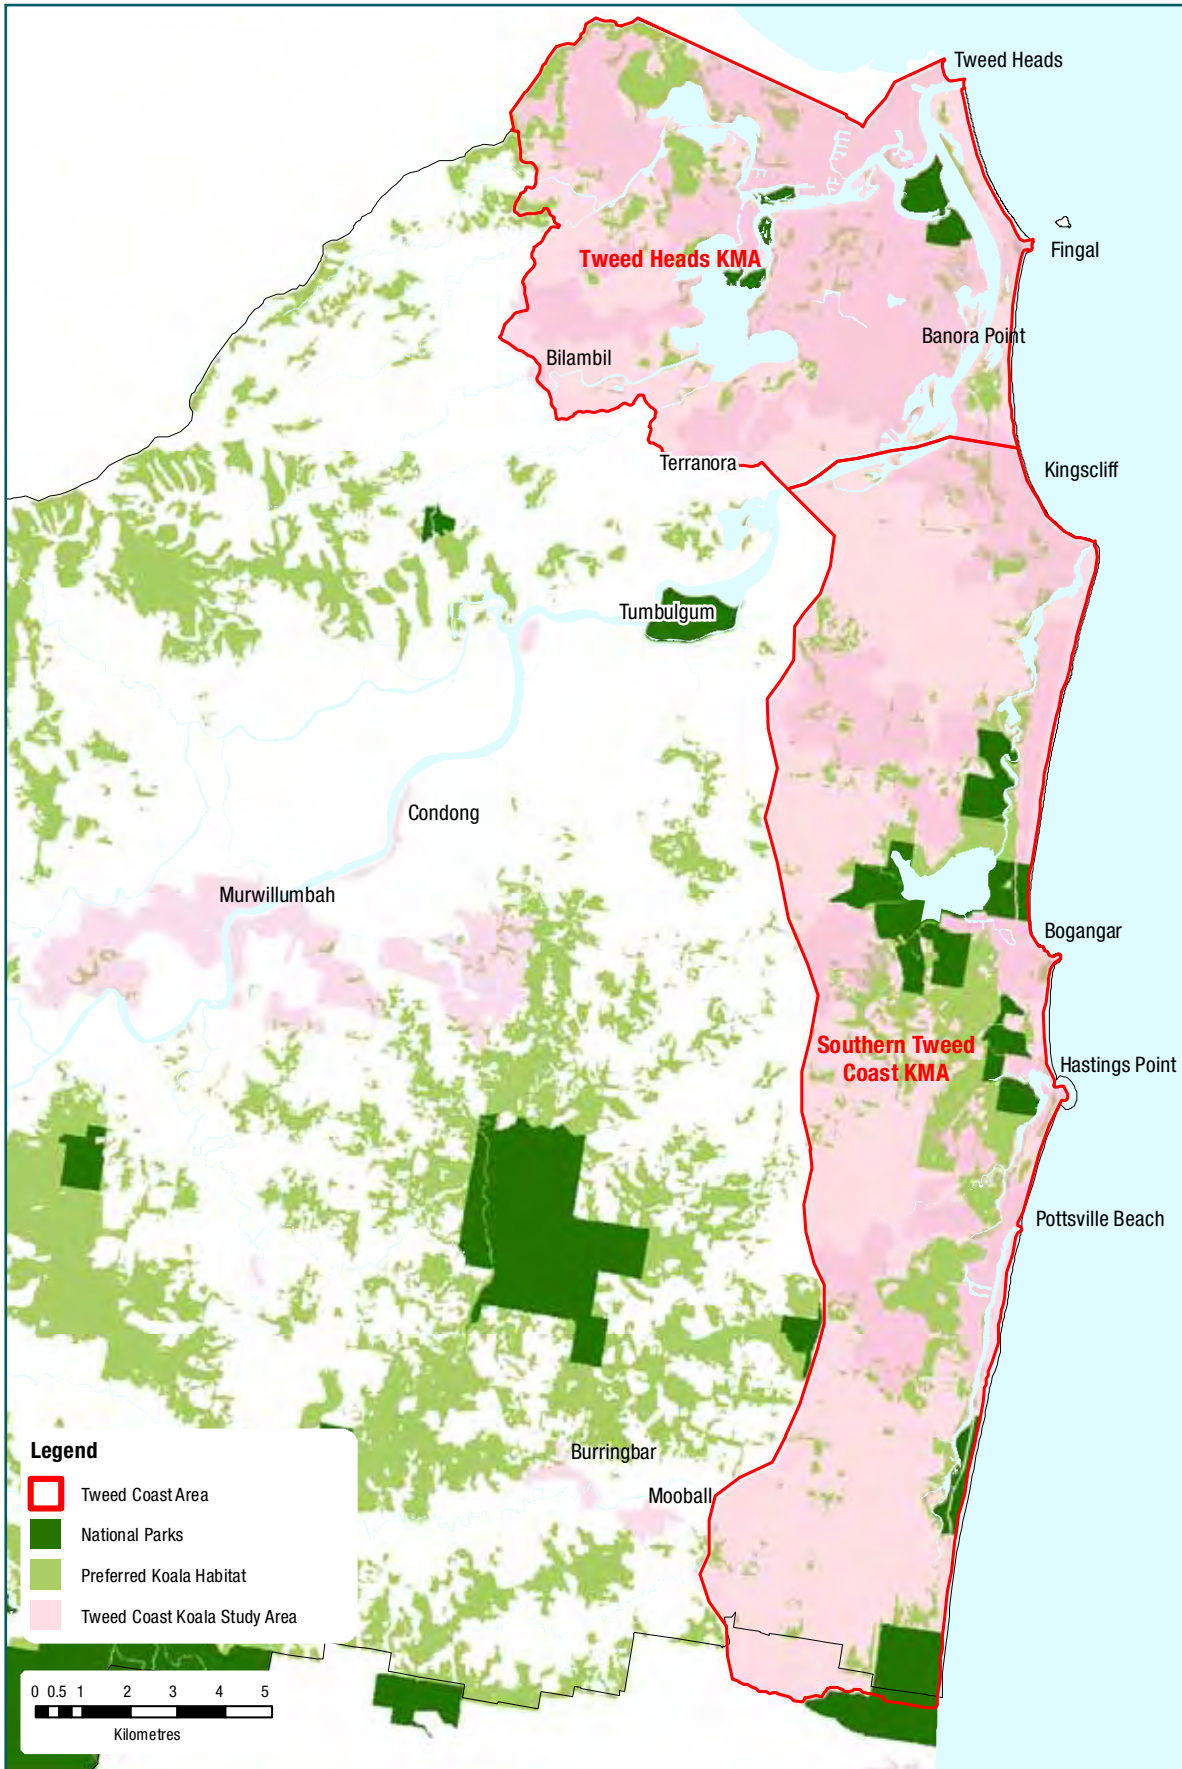 Tweed Heads
Fingal
Tweed Heads KMA
Banora Point
Bilambil
Terranora
Kingscliff
Tumbulgum
Condong
Murwillumbah
Bogangar
Southern Tweed
Coast KMA
Hastings Point
Pottsville Beach
Burringbar
Mooball
Legend
Tweed Coast Area
National Parks
Preferred Koala Habitat
Tweed Coast Koala Study Area
0 0.5 1 2 3 4 5
Kilometres